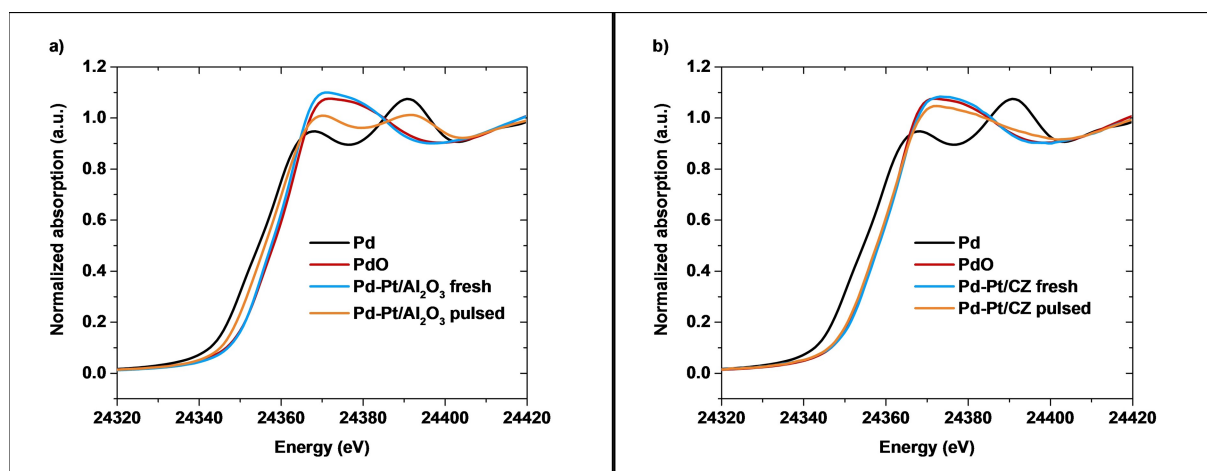 a)
Normalized absorption (a.u.)
1.2
1.0
0.8
0.6
0.4
0.2
0.0
Pd
PdO
Pd-Pt/Al₂O₃ fresh
Pd-Pt/Al₂O₃ pulsed
24320 24340 24360 24380 24400 24420
Energy (eV)
b)
Normalized absorption (a.u.)
1.2
1.0
0.8
0.6
0.4
0.2
0.0
Pd
PdO
Pd-Pt/CZ fresh
Pd-Pt/CZ pulsed
24320 24340 24360 24380 24400 24420
Energy (eV)